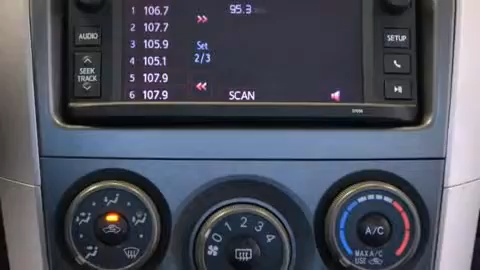 1 106.7
95.3
2 107.7
AUDIO
SETUP
3 105.9
Set
4 105.1
2/3
SEEK
TRACK
5 107.9
6 107.9
SCAN
0 1 2 3 4
A/C
MAX A/C
USE